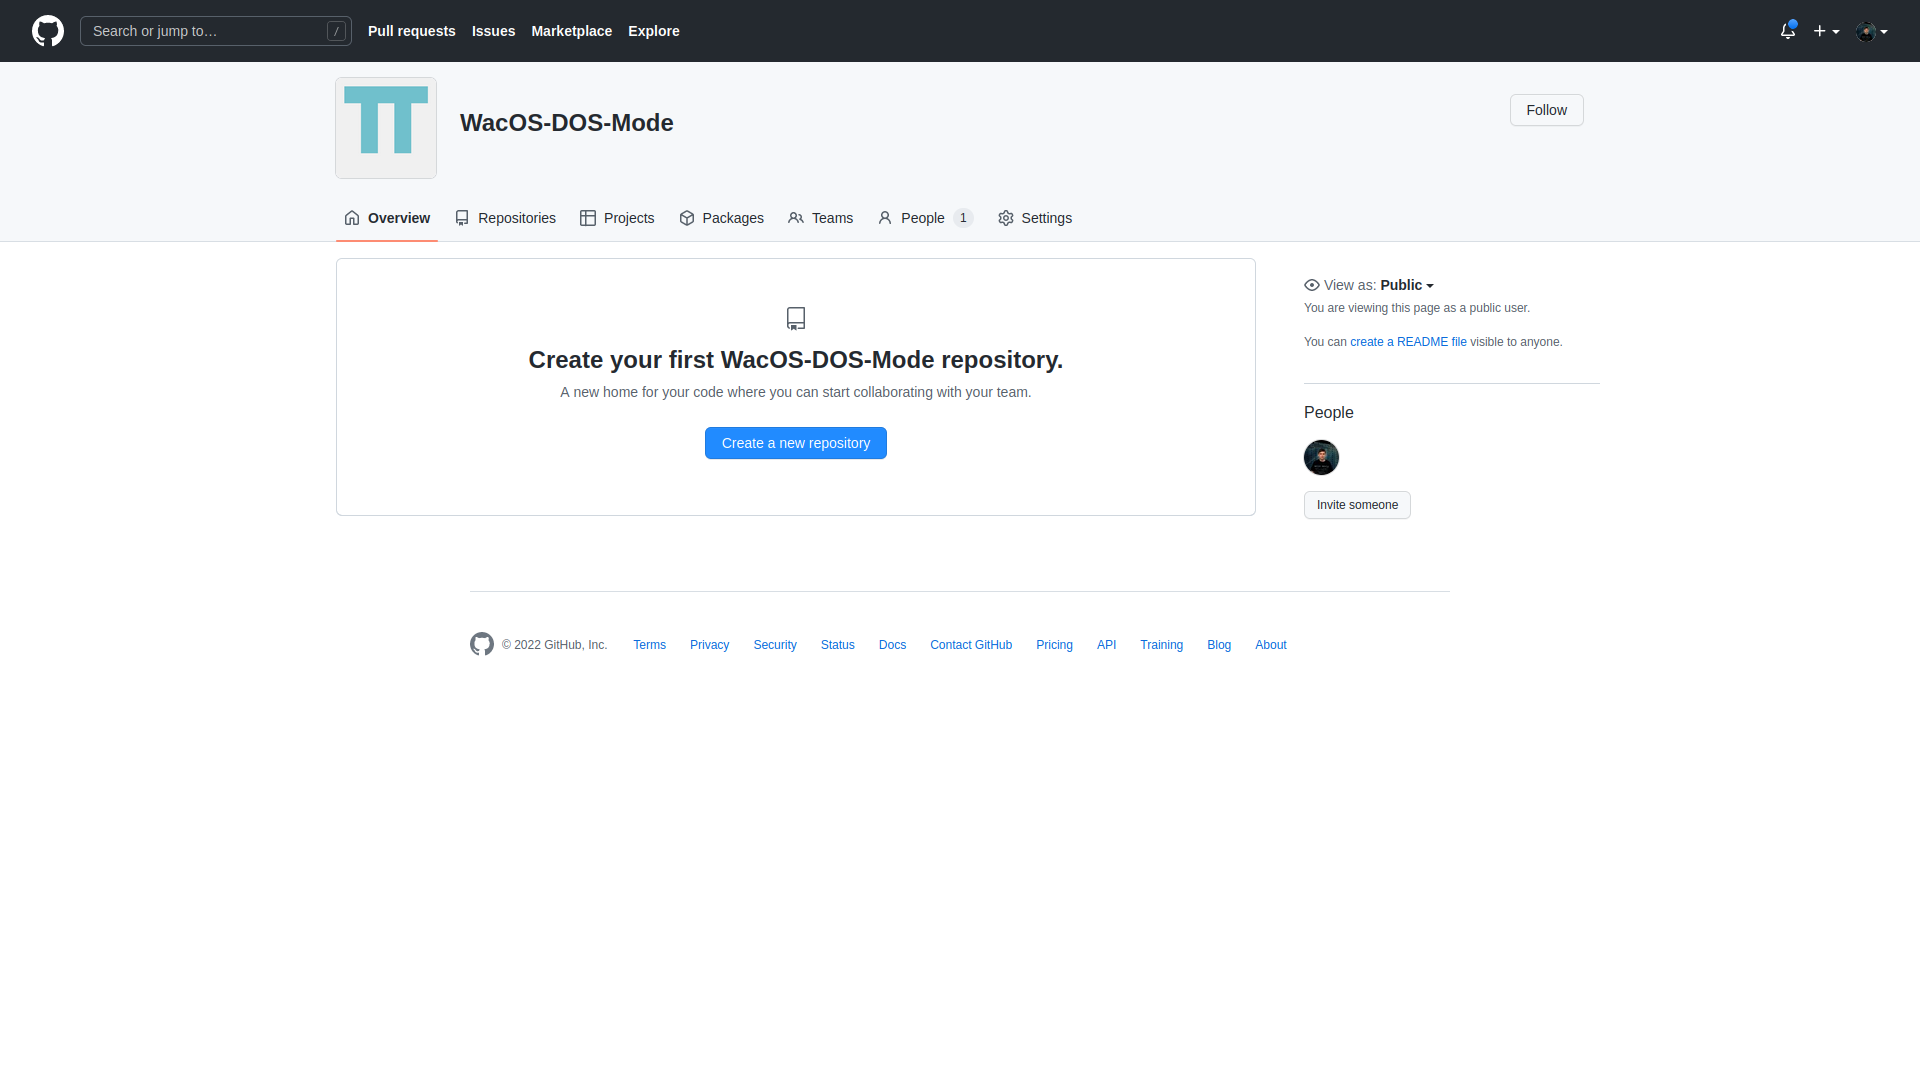 Search or jump to… /
Pull requests Issues Marketplace Explore
WacOS-DOS-Mode
Follow
Overview Repositories Projects Packages Teams People 1 Settings
Create your first WacOS-DOS-Mode repository.
A new home for your code where you can start collaborating with your team.
Create a new repository
View as: Public
You are viewing this page as a public user.
You can create a README file visible to anyone.
People
Invite someone
© 2022 GitHub, Inc. Terms Privacy Security Status Docs Contact GitHub Pricing API Training Blog About